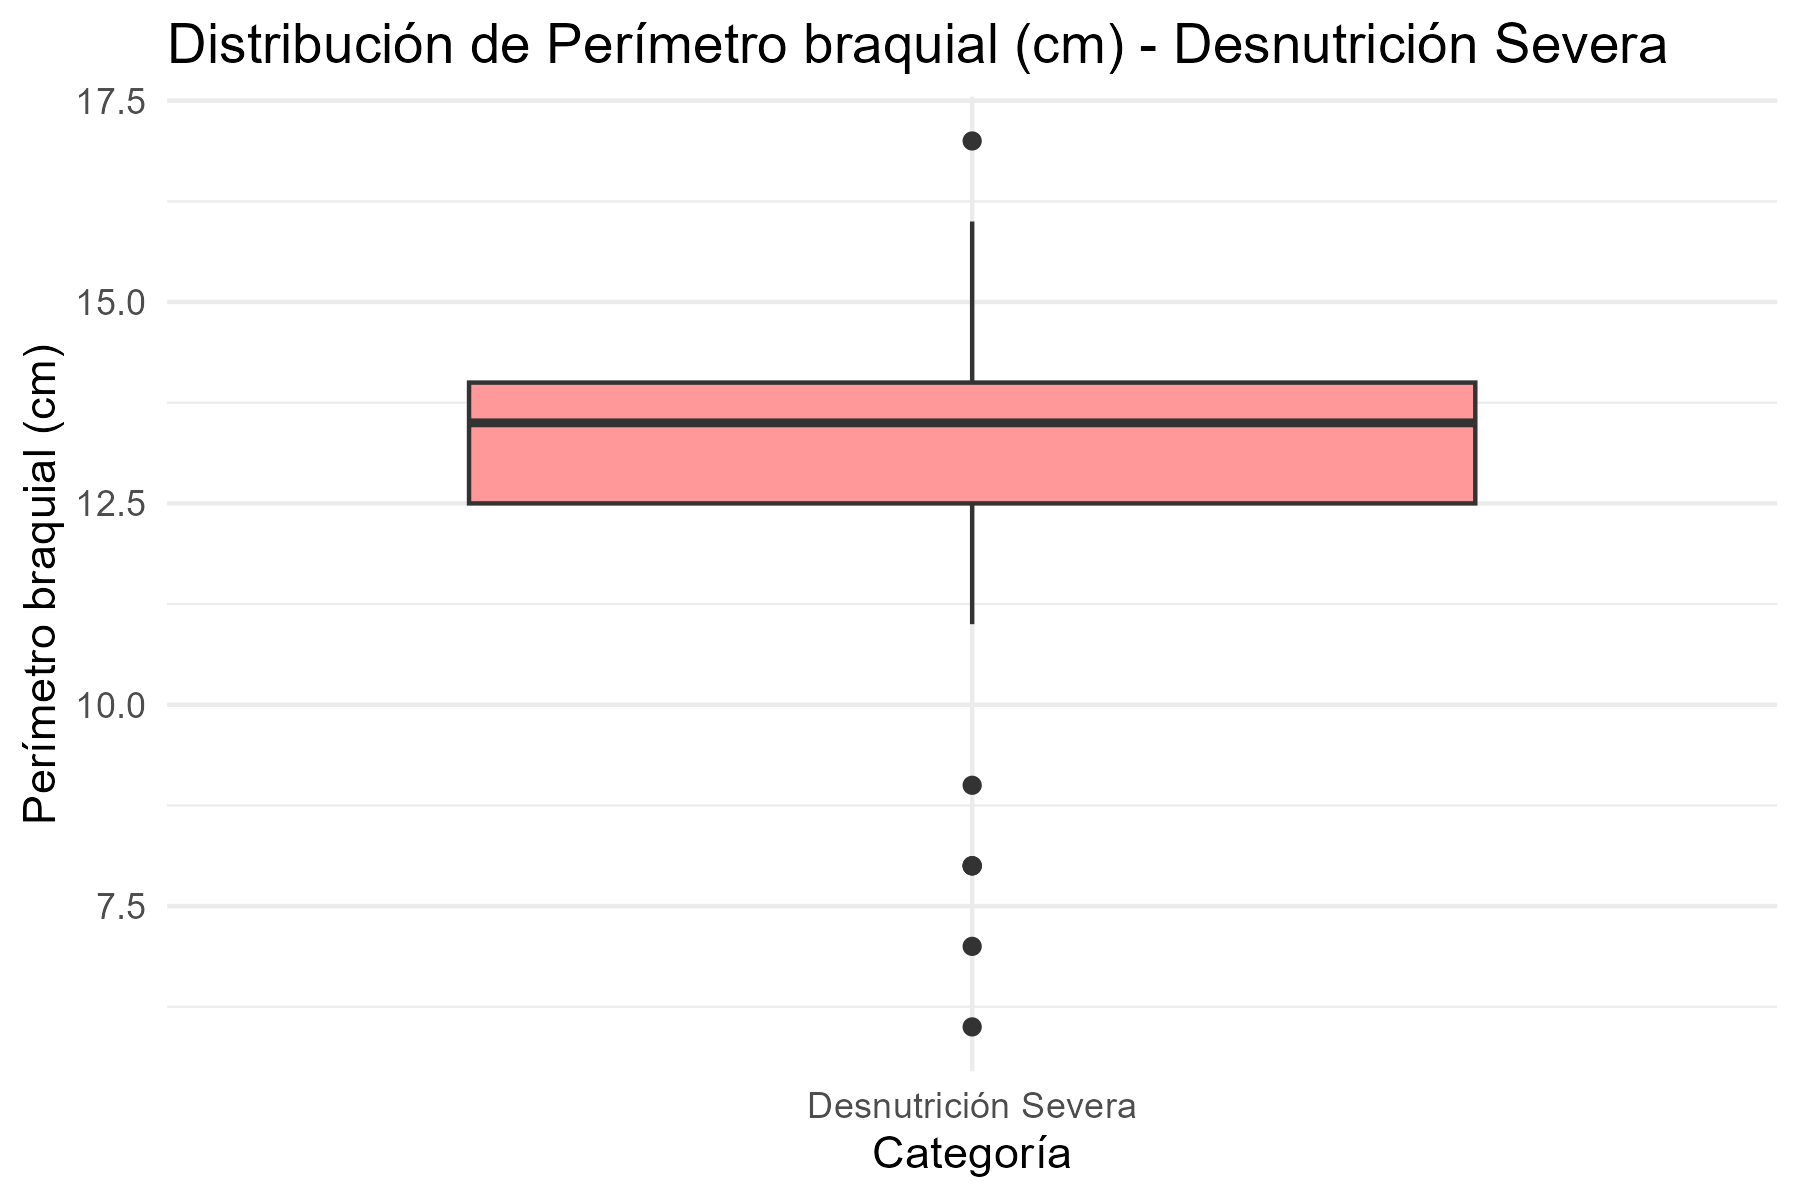 Distribución de Perímetro braquial (cm) - Desnutrición Severa
Perímetro braquial (cm)
17.5
15.0
12.5
10.0
7.5
Desnutrición Severa
Categoría